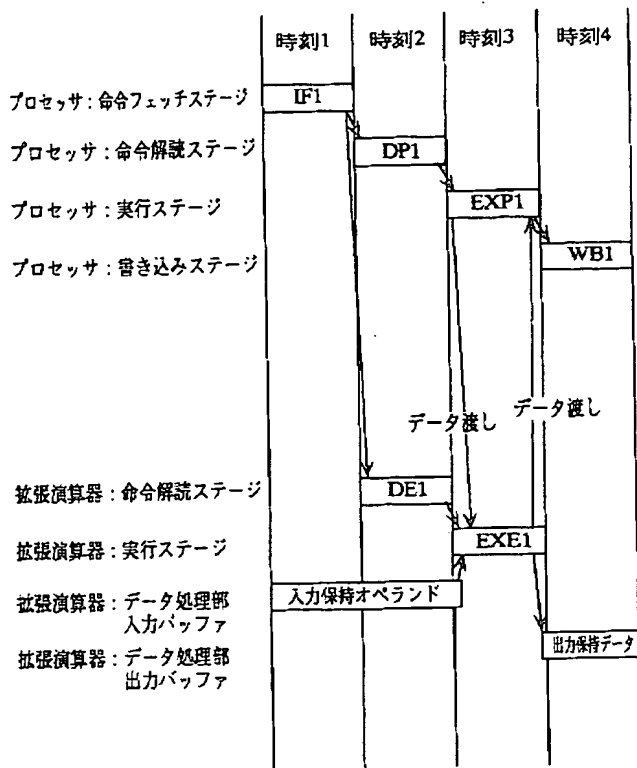 時刻1 時刻2 時刻3 時刻4
プロセッサ：命令フェッチステージ IF1
プロセッサ：命令解読ステージ DP1
プロセッサ：実行ステージ EXP1
プロセッサ：書き込みステージ WB1
データ渡し データ渡し
拡張演算器：命令解読ステージ DE1
拡張演算器：実行ステージ EXE1
拡張演算器：データ処理部 入力保持オペランド
入力バッファ
拡張演算器：データ処理部 出力保持データ
出力バッファ